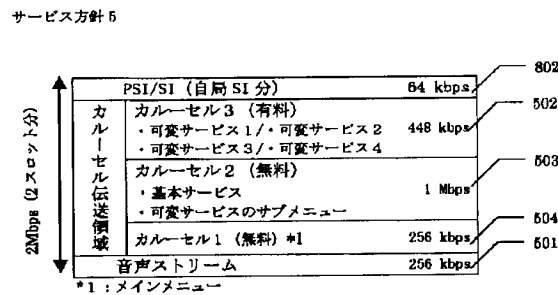 サービス方針5
PSI/SI (自局SI分) 64 kbps 802
カルーセル3 (有料)
・可変サービス1/・可変サービス2 448 kbps 502
・可変サービス3/・可変サービス4
カルーセル2 (無料) 503
・基本サービス 1 Mbps
・可変サービスのサブメニュー
カルーセル1 (無料) *1 256 kbps 504
音声ストリーム 256 kbps 501
カルーセル伝送領域
2Mbps (2スロット分)
*1:メインメニュー